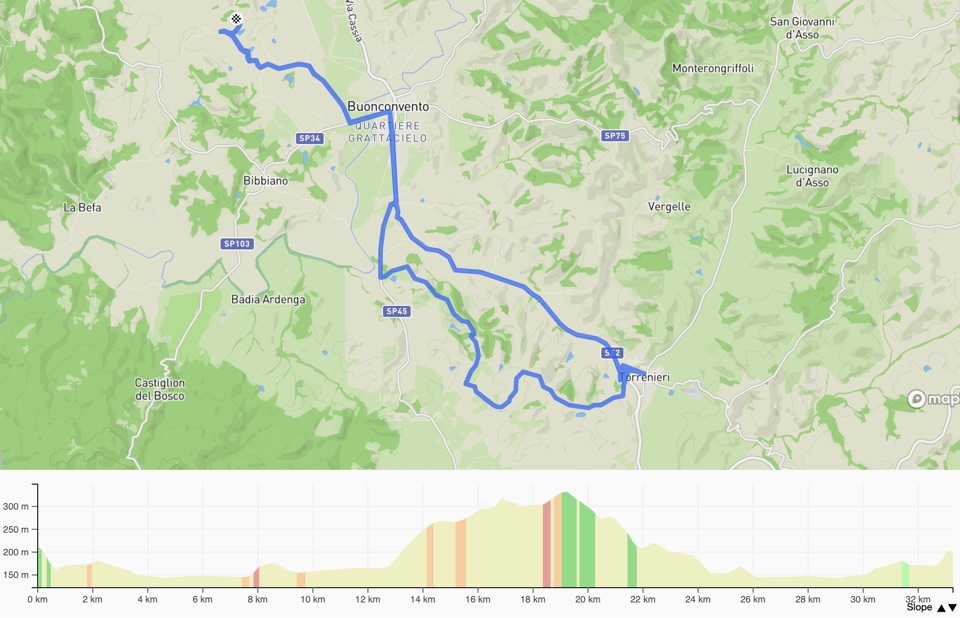 Via Cassia
San Giovanni
d'Asso
Monterongriffoli
Buonconvento
QUARTIERE
GRATTACIELO
SP34
SP75
Bibbiano
Lucignano
d'Asso
La Befa
Vergelle
SP103
Badia Ardenga
SP45
Torrenieri
Castiglion
del Bosco
map
300 m
250 m
200 m
150 m
0 km 2 km 4 km 6 km 8 km 10 km 12 km 14 km 16 km 18 km 20 km 22 km 24 km 26 km 28 km 30 km 32 km
Slope ▲▼